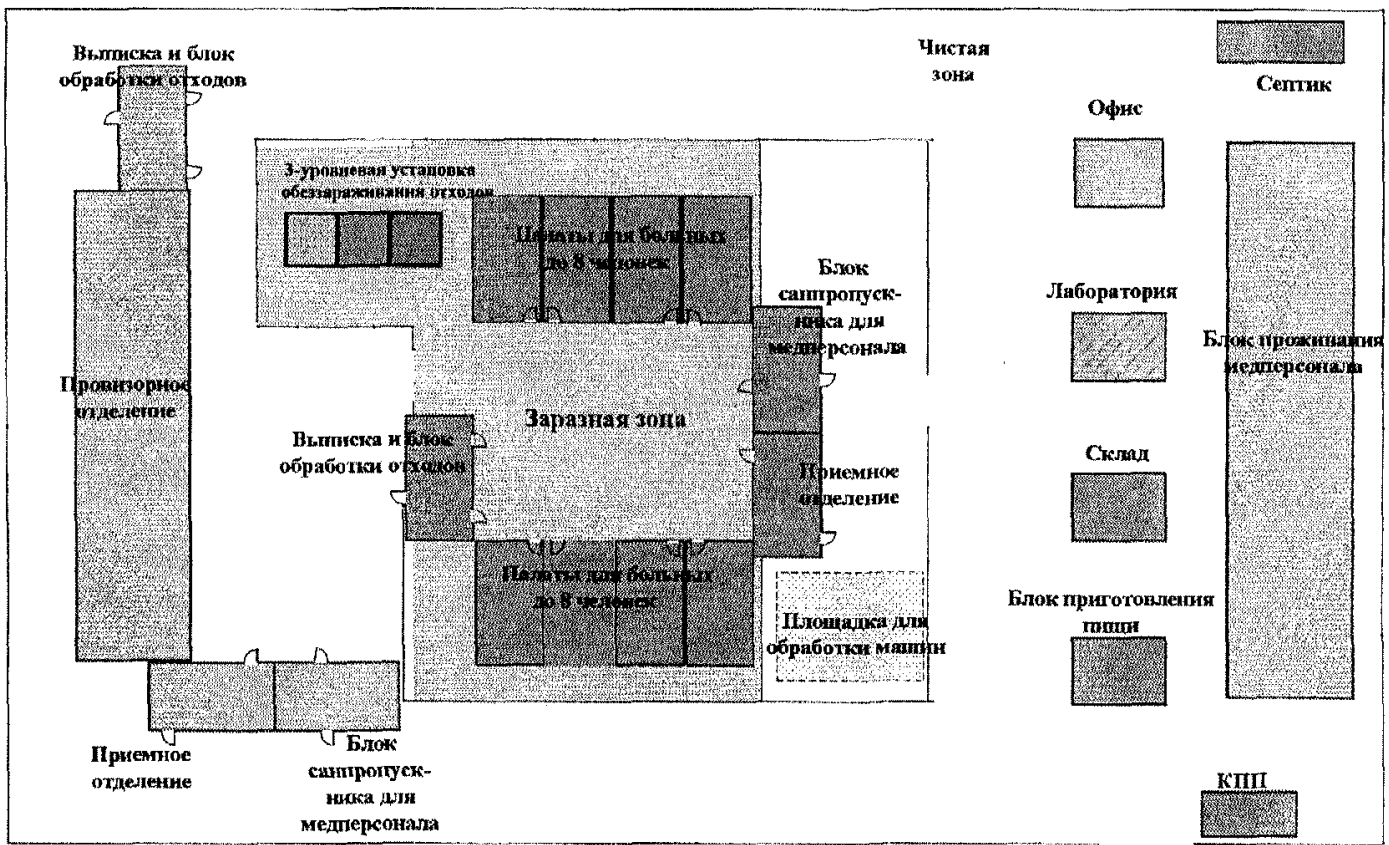 Выписка и блок
обработки отходов
Чистая
зона
Септик
Офис
3-уровневая установка
обеззараживания отходов
Палаты для больных
до 8 человек
Блок
санпропуск-
ника для
медперсонала
Лаборатория
Блок проживания
медперсонала
Провизорное
отделение
Заразная зона
Выписка и блок
обработки отходов
Приемное
отделение
Склад
Палаты для больных
до 8 человек
Площадка для
обработки машин
Блок приготовления
пищи
Приемное
отделение
Блок
санпропуск-
ника для
медперсонала
КПП